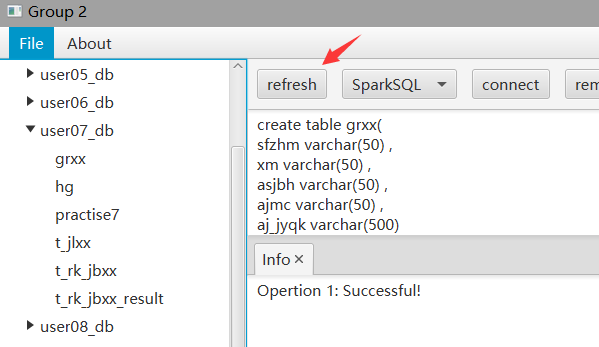 Group 2
File About
user05_db
user06_db
user07_db
grxx
hg
practise7
t_jlxx
t_rk_jbxx
t_rk_jbxx_result
user08_db
refresh SparkSQL connect rem
create table grxx(
sfzhm varchar(50) ,
xm varchar(50) ,
asjbh varchar(50) ,
ajmc varchar(50) ,
aj_jyqk varchar(500)
Info ×
Opertion 1: Successful!